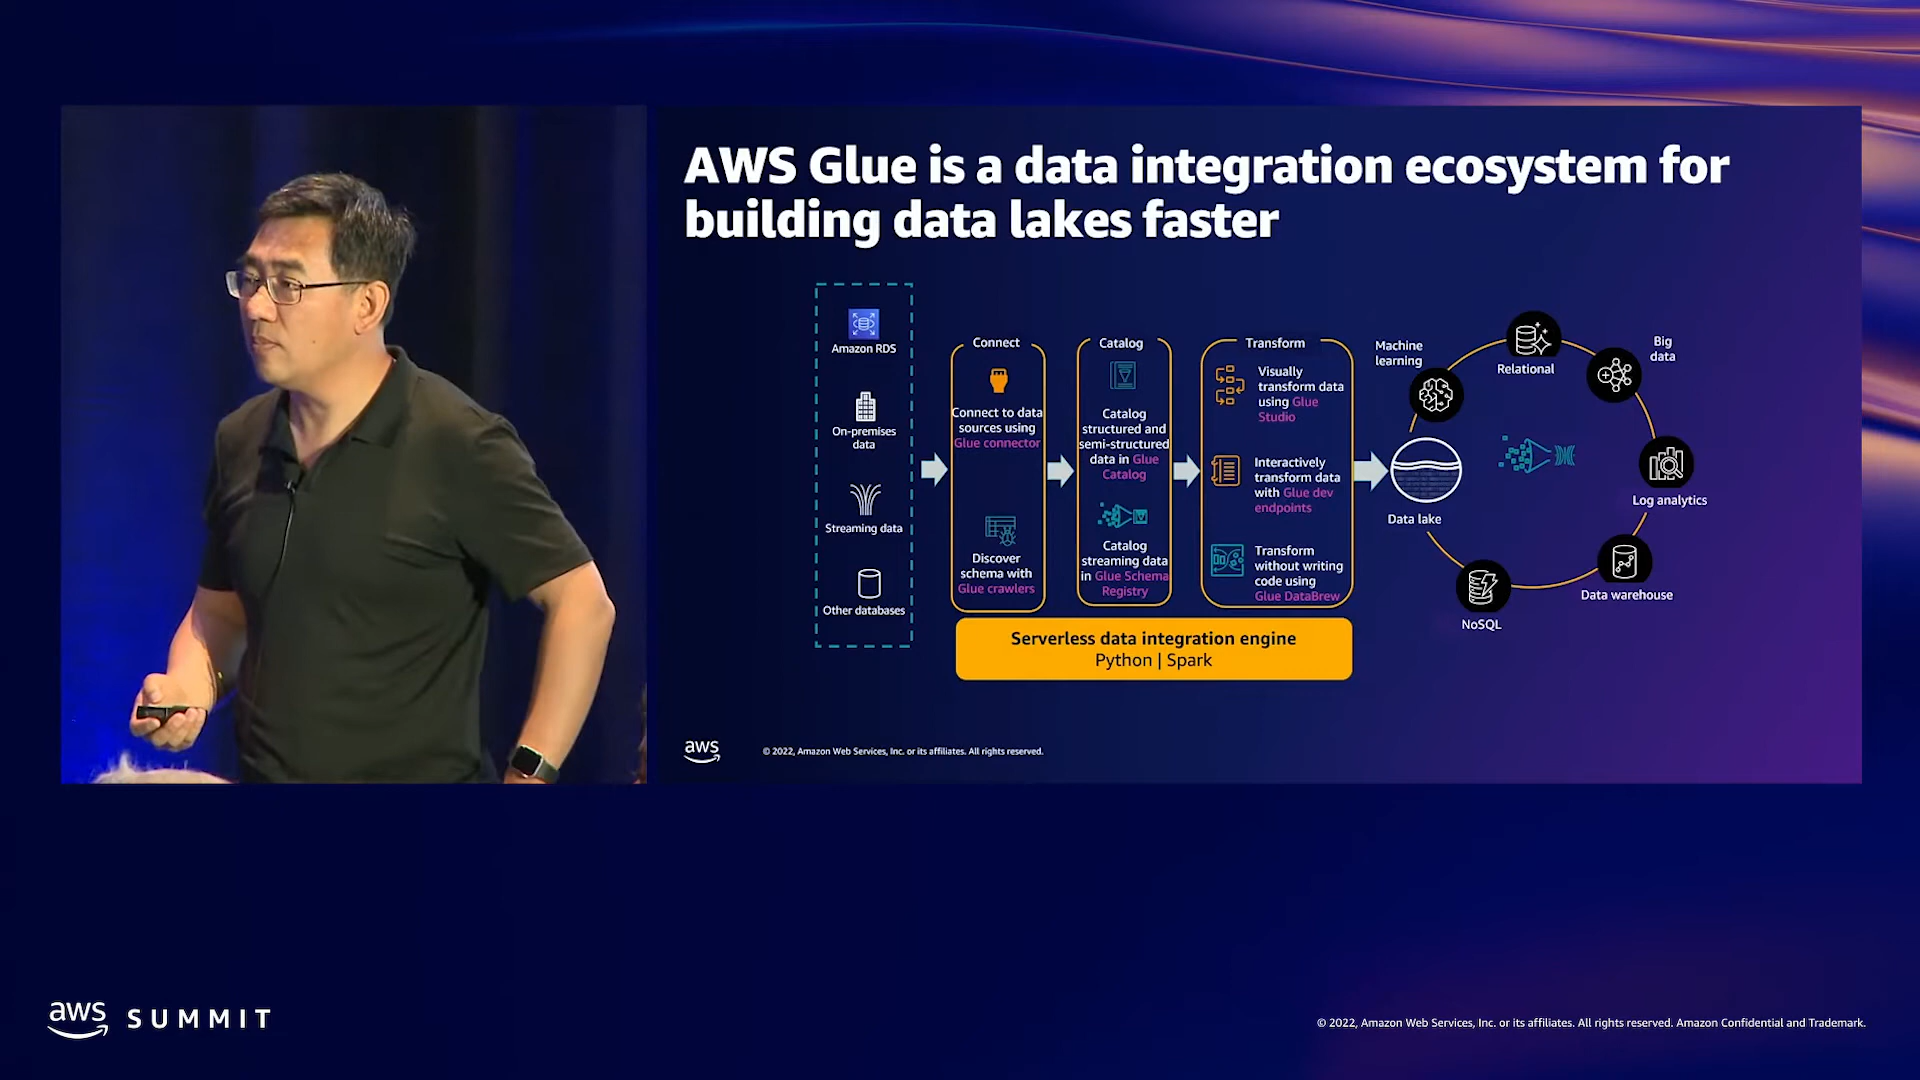 AWS Glue is a data integration ecosystem for
building data lakes faster
Amazon RDS
On-premises
data
Streaming data
Other databases
Connect
Connect to data
sources using
Glue connector
Discover
schema with
Glue crawlers
Catalog
Catalog
structured and
semi-structured
data in Glue
Catalog
Catalog
streaming data
in Glue Schema
Registry
Transform
Visually
transform data
using Glue
Studio
Interactively
transform data
with Glue dev
endpoints
Transform
without writing
code using
Glue DataBrew
Serverless data integration engine
Python | Spark
Machine
learning
Relational
Big
data
Data lake
Log analytics
Data warehouse
NoSQL
aws
© 2022, Amazon Web Services, Inc. or its affiliates. All rights reserved.
aws SUMMIT
© 2022, Amazon Web Services, Inc. or its affiliates. All rights reserved. Amazon Confidential and Trademark.